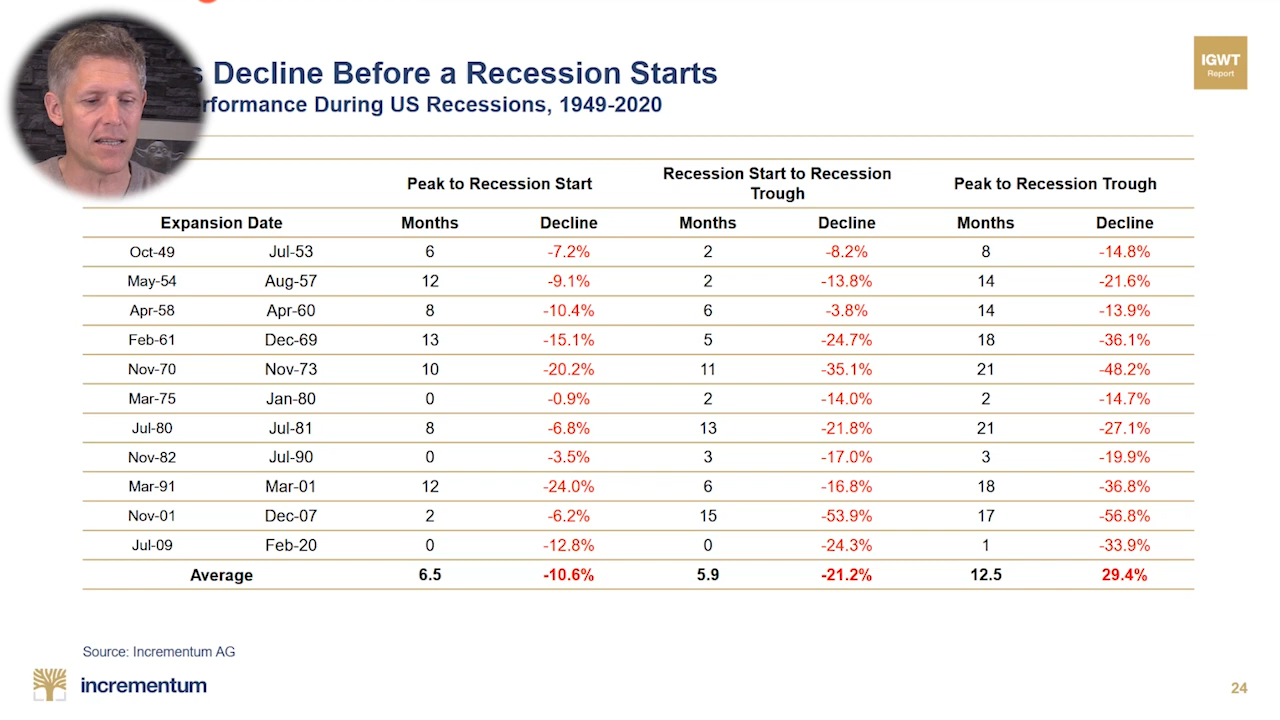 Decline Before a Recession Starts
During US Recessions, 1949-2020
IGWT
Report
Peak to Recession Start Recession Start to Recession Trough Peak to Recession Trough
Expansion Date Months Decline Months Decline Months Decline
Oct-49 Jul-53 6 -7.2% 2 -8.2% 8 -14.8%
May-54 Aug-57 12 -9.1% 2 -13.8% 14 -21.6%
Apr-58 Apr-60 8 -10.4% 6 -3.8% 14 -13.9%
Feb-61 Dec-69 13 -15.1% 5 -24.7% 18 -36.1%
Nov-70 Nov-73 10 -20.2% 11 -35.1% 21 -48.2%
Mar-75 Jan-80 0 -0.9% 2 -14.0% 2 -14.7%
Jul-80 Jul-81 8 -6.8% 13 -21.8% 21 -27.1%
Nov-82 Jul-90 0 -3.5% 3 -17.0% 3 -19.9%
Mar-91 Mar-01 12 -24.0% 6 -16.8% 18 -36.8%
Nov-01 Dec-07 2 -6.2% 15 -53.9% 17 -56.8%
Jul-09 Feb-20 0 -12.8% 0 -24.3% 1 -33.9%
Average 6.5 -10.6% 5.9 -21.2% 12.5 29.4%
Source: Incrementum AG
incrementum
24